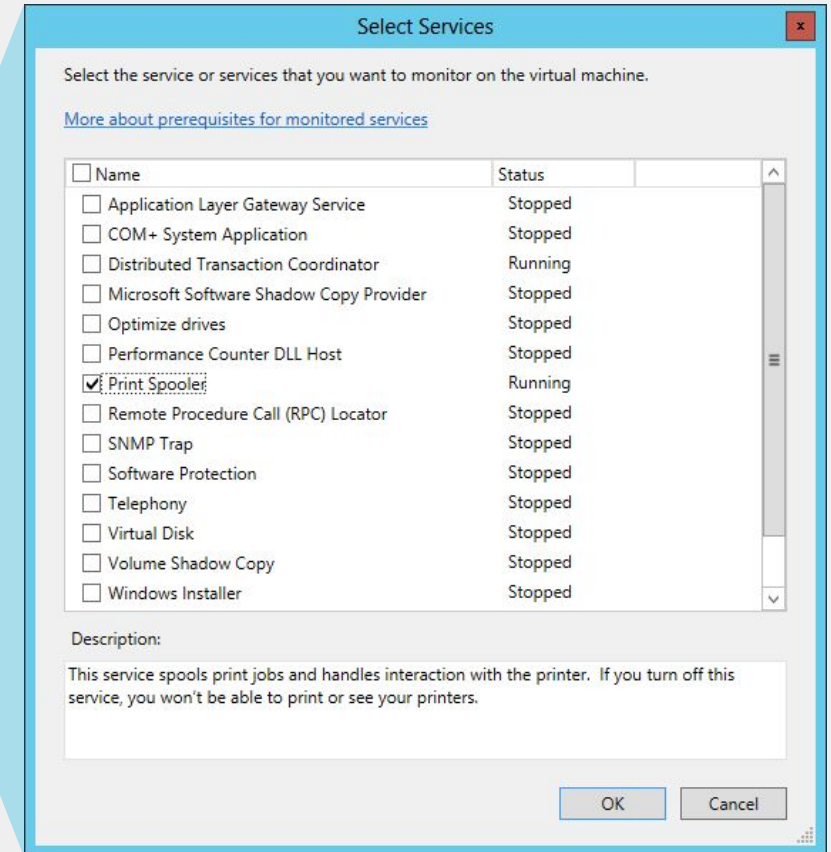 Select Services
x
Select the service or services that you want to monitor on the virtual machine.
More about prerequisites for monitored services
Name Status
Application Layer Gateway Service Stopped
COM+ System Application Stopped
Distributed Transaction Coordinator Running
Microsoft Software Shadow Copy Provider Stopped
Optimize drives Stopped
Performance Counter DLL Host Stopped
Print Spooler Running
Remote Procedure Call (RPC) Locator Stopped
SNMP Trap Stopped
Software Protection Stopped
Telephony Stopped
Virtual Disk Stopped
Volume Shadow Copy Stopped
Windows Installer Stopped
Description:
This service spools print jobs and handles interaction with the printer.  If you turn off this
service, you won't be able to print or see your printers.
OK Cancel